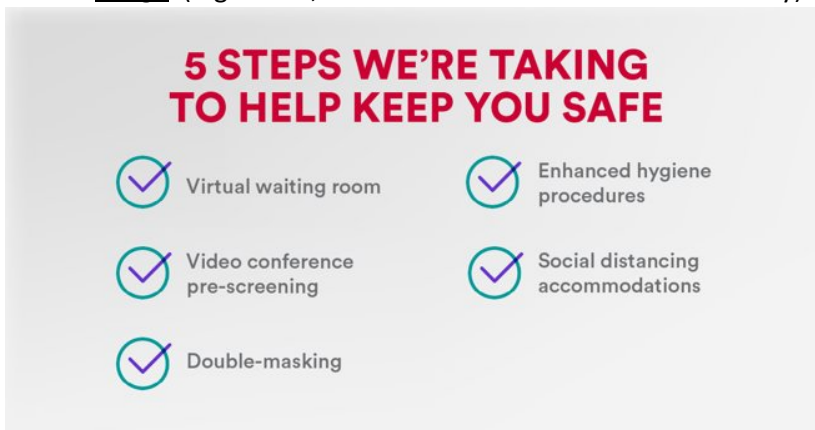 5 STEPS WE'RE TAKING
TO HELP KEEP YOU SAFE
Virtual waiting room
Video conference
pre-screening
Double-masking
Enhanced hygiene
procedures
Social distancing
accommodations